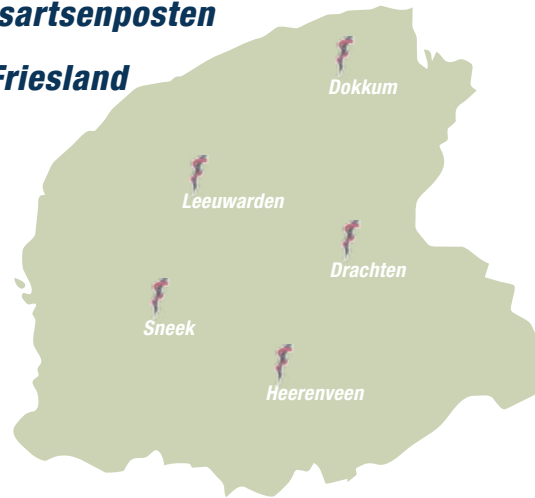 sartsenposten
Friesland
Dokkum
Leeuwarden
Drachten
Sneek
Heerenveen